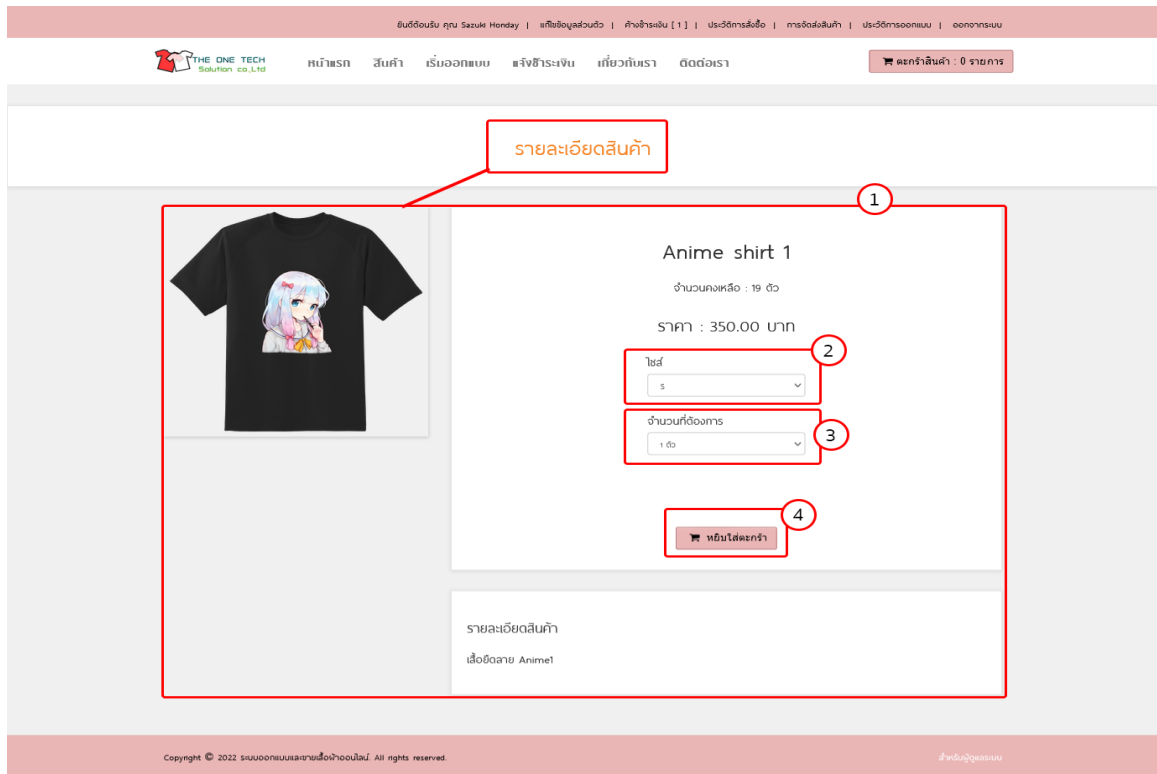 ยินดีต้อนรับ คุณ Sazuki Honday | แก้ไขข้อมูลส่วนตัว | ค้างชำระเงิน [ 1 ] | ประวัติการสั่งซื้อ | การจัดส่งสินค้า | ประวัติการออกแบบ | ออกจากระบบ
THE ONE TECH
Solution co.,Ltd
หน้าแรก สินค้า เริ่มออกแบบ แจ้งชำระเงิน เกี่ยวกับเรา ติดต่อเรา
ตะกร้าสินค้า : 0 รายการ
รายละเอียดสินค้า
1
Anime shirt 1
จำนวนคงเหลือ : 19 ตัว
ราคา : 350.00 บาท
2
ไซส์
S
จำนวนที่ต้องการ
3
1 ตัว
4
หยิบใส่ตะกร้า
รายละเอียดสินค้า
เสื้อยืดลาย Anime1
Copyright © 2022 ระบบออกแบบและขายเสื้อผ้าออนไลน์. All rights reserved.
สำหรับผู้ดูแลระบบ